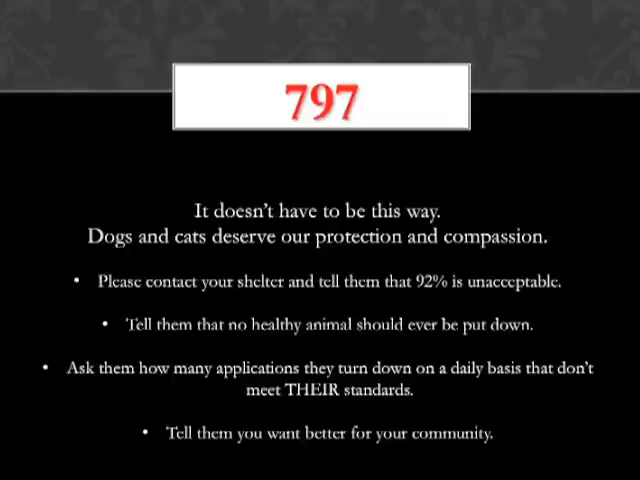 797
It doesn't have to be this way.
Dogs and cats deserve our protection and compassion.
• Please contact your shelter and tell them that 92% is unacceptable.
• Tell them that no healthy animal should ever be put down.
• Ask them how many applications they turn down on a daily basis that don't
meet THEIR standards.
• Tell them you want better for your community.